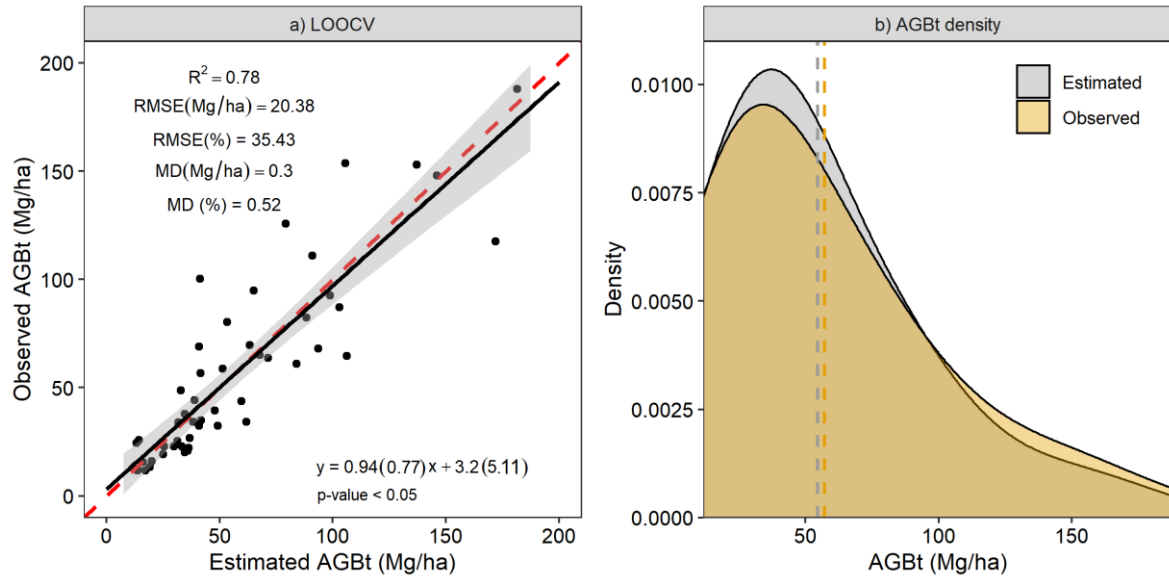 a) LOOCV
200
150
100
50
0
Observed AGBt (Mg/ha)
R² = 0.78
RMSE(Mg/ha) = 20.38
RMSE(%) = 35.43
MD(Mg/ha) = 0.3
MD (%) = 0.52
y = 0.94(0.77)x + 3.2(5.11)
p-value < 0.05
0 50 100 150 200
Estimated AGBt (Mg/ha)
b) AGBt density
Estimated
Observed
0.0100
0.0075
0.0050
0.0025
0.0000
Density
50 100 150
AGBt (Mg/ha)